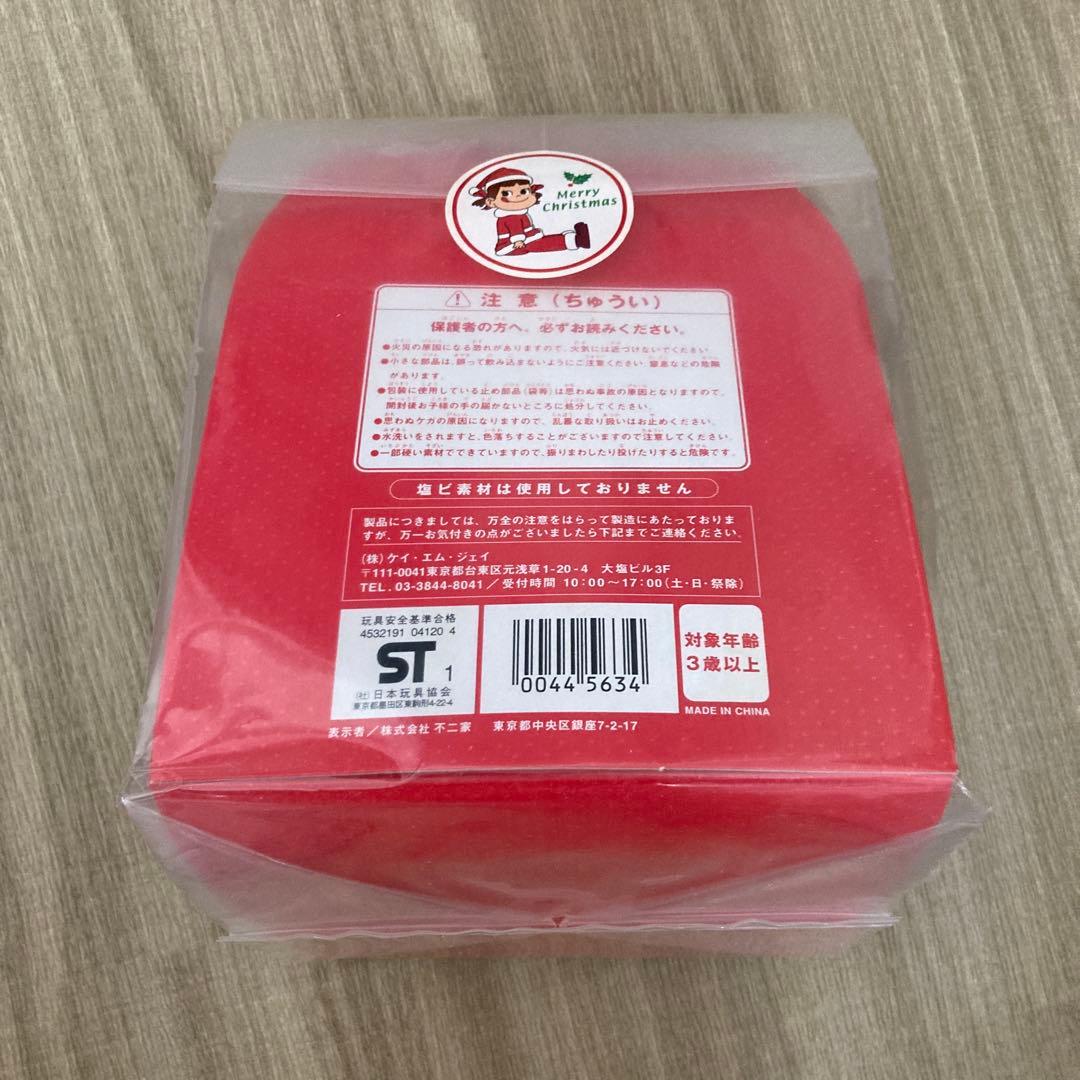 Merry
Christmas
注意(ちゅうい)
保護者の方へ。必ずお読みください。
●火災の原因になる恐れがありますので、火気には近づけないでください
●小さな部品は、誤って飲み込まないようにご注意ください。窒息などの危険
があります。
●包装に使用している止め部品(袋等)は思わぬ事故の原因となりますので、
開封後お子様の手の届かないところに処分してください。
●思わぬケガの原因になりますので、乱暴な取り扱いはお止めください。
●水洗いをされますと、色落ちすることがございますので注意してください。
●一部硬い素材でできていますので、振りまわしたり投げたりすると危険です。
塩ビ素材は使用しておりません
製品につきましては、万全の注意をはらって製造にあたっておりま
すが、万一お気付きの点がございましたら下記までご連絡ください。
(株)ケイ・エム・ジェイ
〒111-0041東京都台東区元浅草1-20-4 大塩ビル3F
TEL. 03-3844-8041/受付時間 10:00~17:00(土・日・祭除)
玩具安全基準合格
4532191 04120 4
ST 1
(社)日本玩具協会
東京都墨田区東駒形4-22-4
0044 5634
対象年齢
3歳以上
MADE IN CHINA
表示者/株式会社 不二家 東京都中央区銀座7-2-17